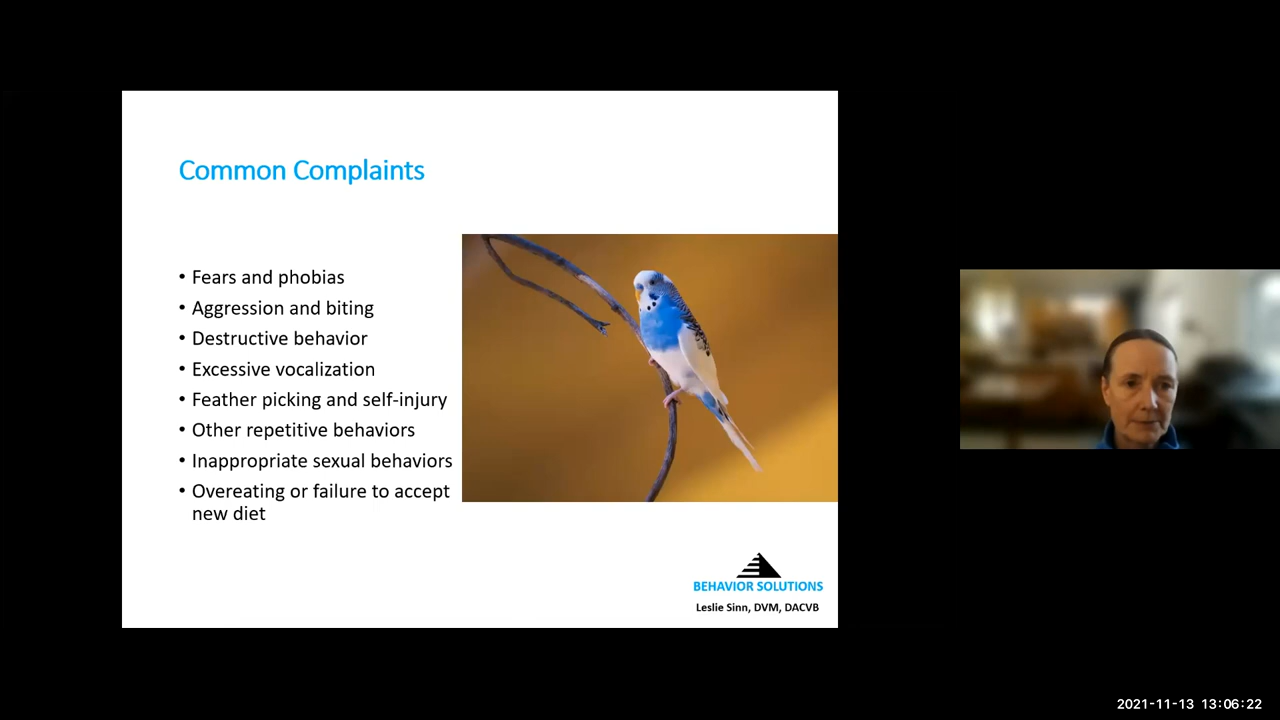 Common Complaints
• Fears and phobias
• Aggression and biting
• Destructive behavior
• Excessive vocalization
• Feather picking and self-injury
• Other repetitive behaviors
• Inappropriate sexual behaviors
• Overeating or failure to accept
new diet
BEHAVIOR SOLUTIONS
Leslie Sinn, DVM, DACVB
2021-11-13 13:06:22